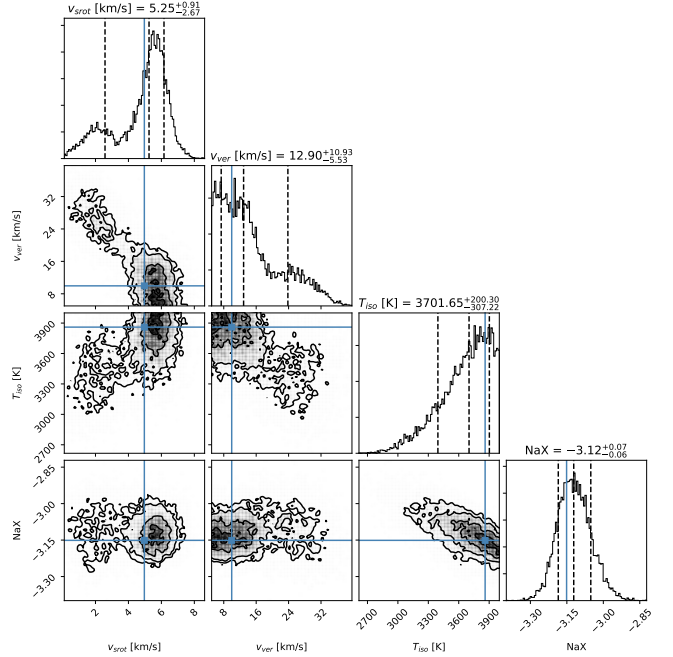 v_srot [km/s] = 5.25^{+0.91}_{−2.67}
v_ver [km/s] = 12.90^{+10.93}_{−5.53}
32
24
16
8
v_ver [km/s]
T_iso [K] = 3701.65^{+200.30}_{−307.22}
3900
3600
3300
3000
2700
T_iso [K]
NaX = −3.12^{+0.07}_{−0.06}
−2.85
−3.00
−3.15
−3.30
NaX
2 4 6 8
8 16 24 32
2700 3000 3300 3600 3900
−3.30 −3.15 −3.00 −2.85
v_srot [km/s] v_ver [km/s] T_iso [K] NaX